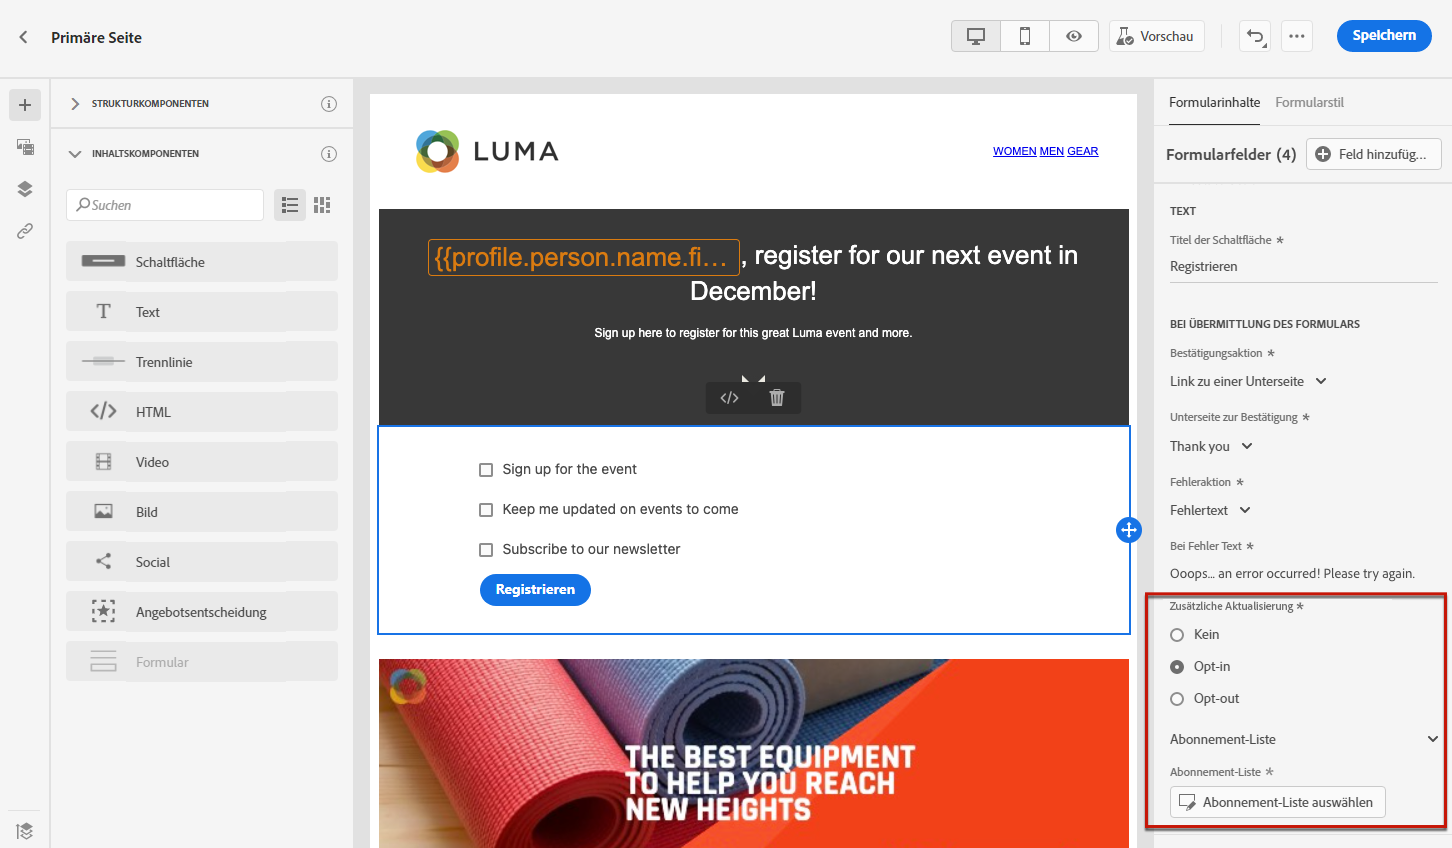 Primäre Seite
Vorschau
Speichern
STRUKTURKOMPONENTEN
INHALTSKOMPONENTEN
Suchen
Schaltfläche
Text
Trennlinie
HTML
Video
Bild
Social
Angebotsentscheidung
Formular
LUMA
WOMEN MEN GEAR
{{profile.person.name.fi... , register for our next event in
December!
Sign up here to register for this great Luma event and more.
Sign up for the event
Keep me updated on events to come
Subscribe to our newsletter
Registrieren
THE BEST EQUIPMENT
TO HELP YOU REACH
NEW HEIGHTS
Formularinhalte Formularstil
Formularfelder (4) Feld hinzufüg...
TEXT
Titel der Schaltfläche *
Registrieren
BEI ÜBERMITTLUNG DES FORMULARS
Bestätigungsaktion *
Link zu einer Unterseite
Unterseite zur Bestätigung *
Thank you
Fehleraktion *
Fehlertext
Bei Fehler Text *
Ooops... an error occurred! Please try again.
Zusätzliche Aktualisierung *
Kein
Opt-in
Opt-out
Abonnement-Liste
Abonnement-Liste *
Abonnement-Liste auswählen